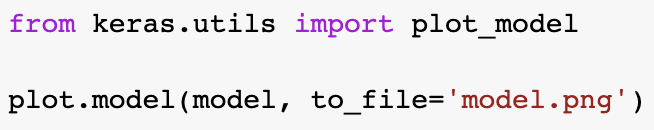 from keras.utils import plot_model
plot.model(model, to_file='model.png')